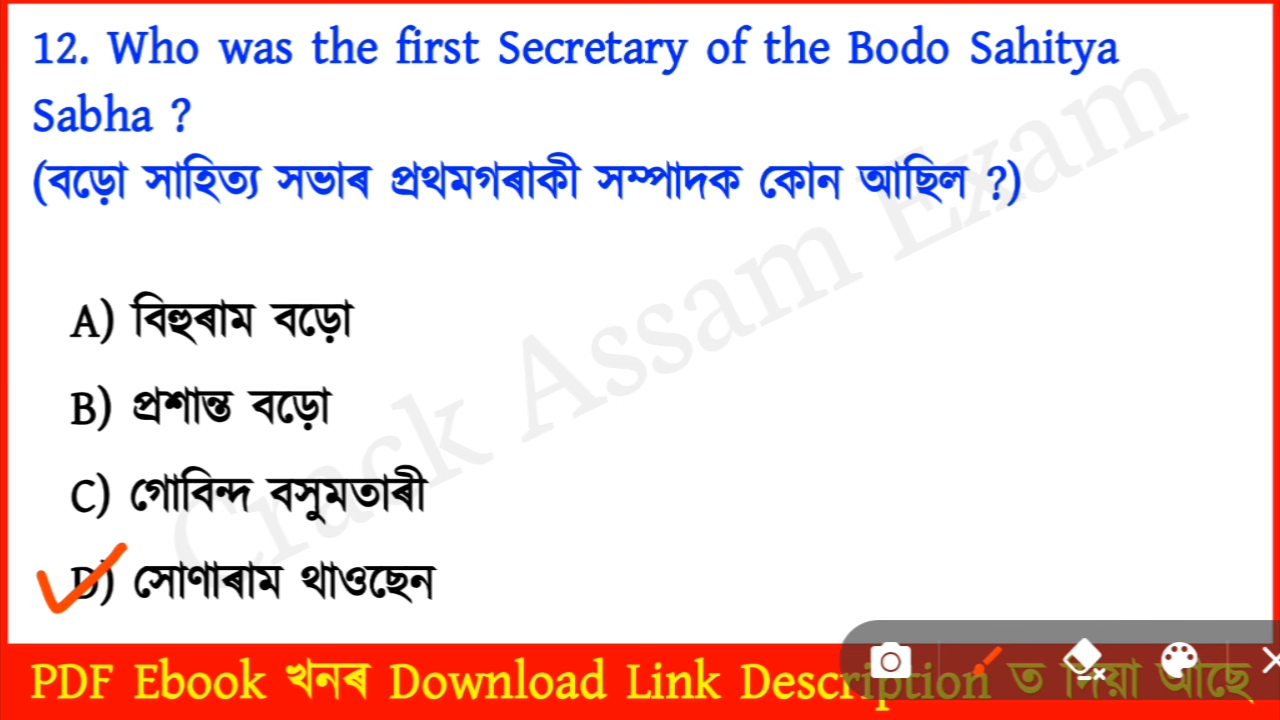 12. Who was the first Secretary of the Bodo Sahitya
Sabha ?
(বড়ো সাহিত্য সভাৰ প্ৰথমগৰাকী সম্পাদক কোন আছিল ?)
A) বিহুৰাম বড়ো
B) প্ৰশান্ত বড়ো
C) গোবিন্দ বসুমতাৰী
D) সোণাৰাম থাওছেন
Crack Assam Exam
PDF Ebook খনৰ Download Link Description ত দিয়া আছে